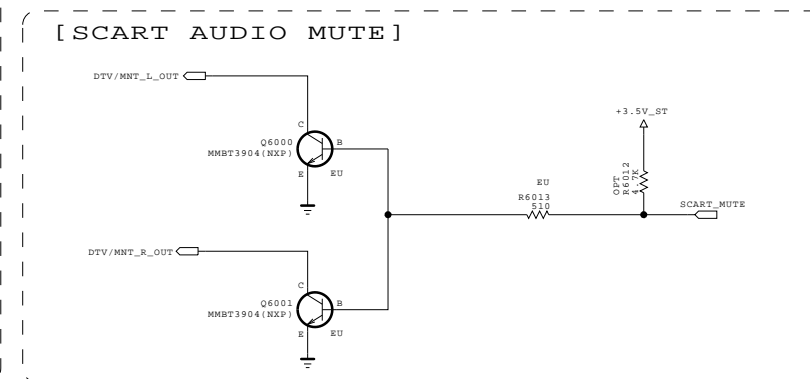 [SCART AUDIO MUTE]
DTV/MNT_L_OUT
+3.5V_ST
C
Q6000
B
MMBT3904(NXP)
E
EU
OPT
R6012
4.7K
EU
R6013
510
SCART_MUTE
DTV/MNT_R_OUT
C
Q6001
B
MMBT3904(NXP)
E
EU